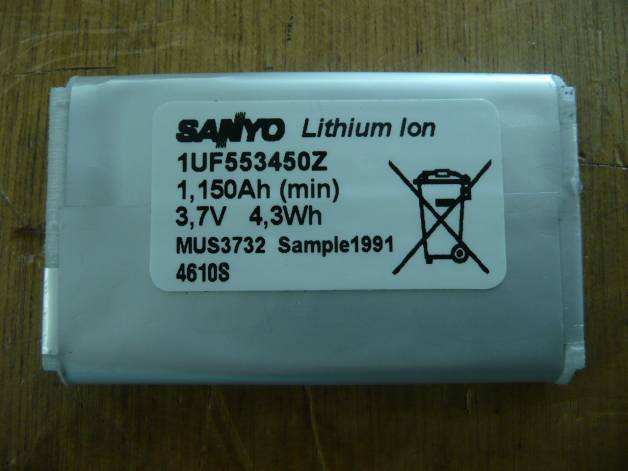 SANYO Lithium Ion
1UF553450Z
1,150Ah (min)
3,7V 4,3Wh
MUS3732 Sample1991
4610S